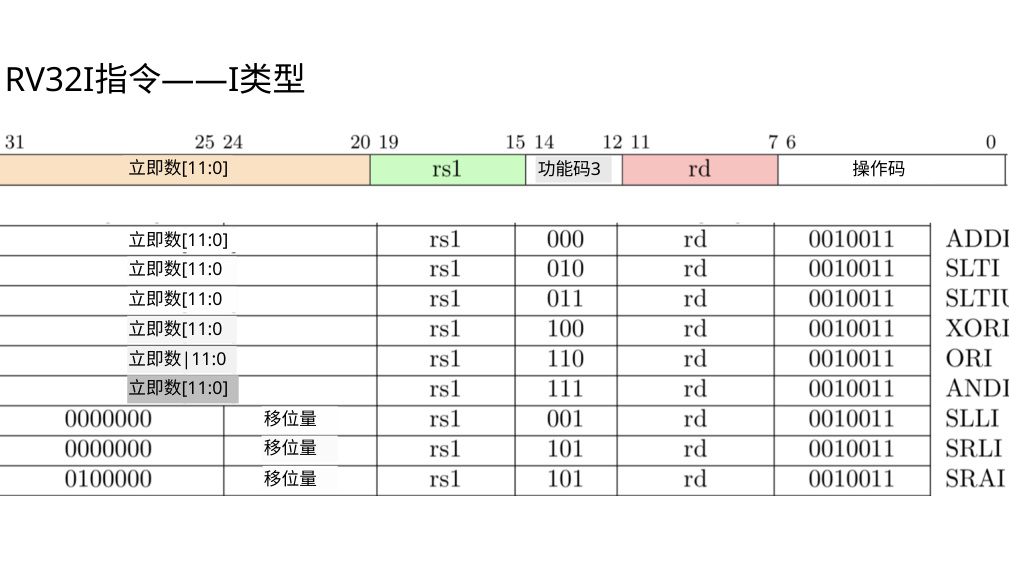 RV32I指令——I类型
31 25 24 20 19 15 14 12 11 7 6 0
立即数[11:0] rs1 功能码3 rd 操作码
立即数[11:0] rs1 000 rd 0010011 ADDI
立即数[11:0 rs1 010 rd 0010011 SLTI
立即数[11:0 rs1 011 rd 0010011 SLTIU
立即数[11:0 rs1 100 rd 0010011 XORI
立即数|11:0 rs1 110 rd 0010011 ORI
立即数[11:0] rs1 111 rd 0010011 ANDI
0000000 移位量 rs1 001 rd 0010011 SLLI
0000000 移位量 rs1 101 rd 0010011 SRLI
0100000 移位量 rs1 101 rd 0010011 SRAI